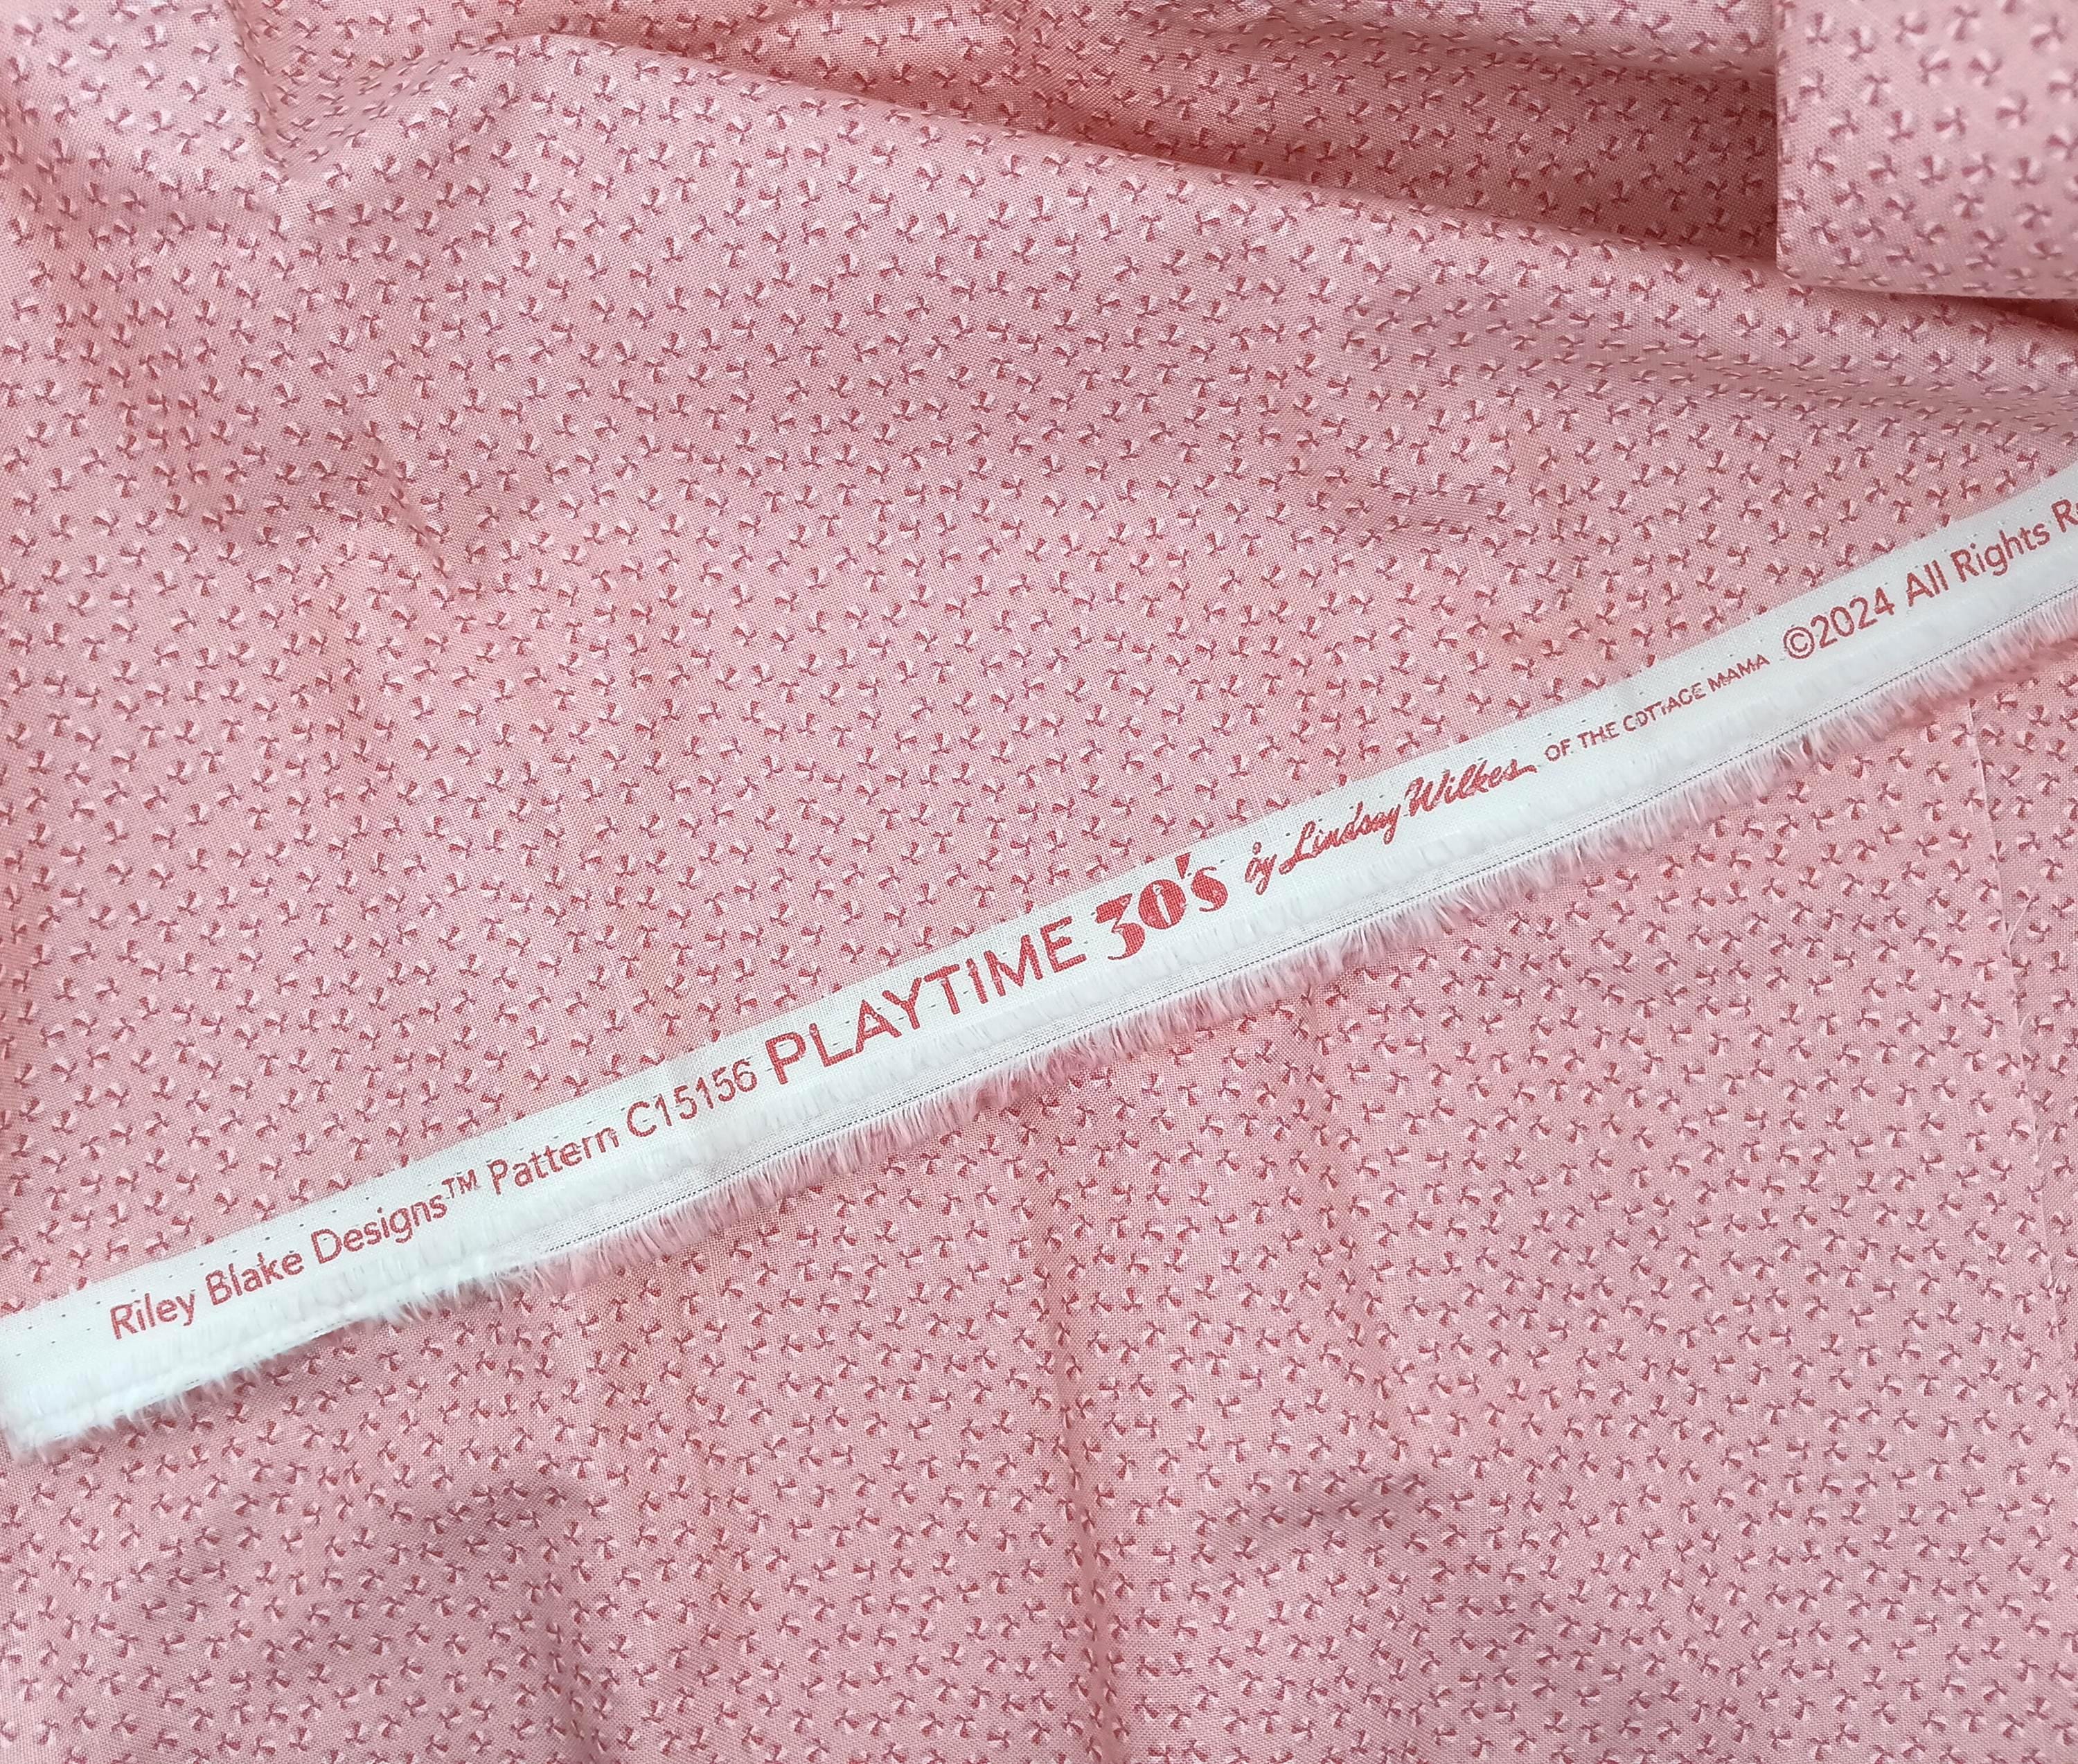 Riley Blake Designs™ Pattern C15156 PLAYTIME 30's by Lindsay Wilkes OF THE COTTAGE MAMA ©2024 All Rights